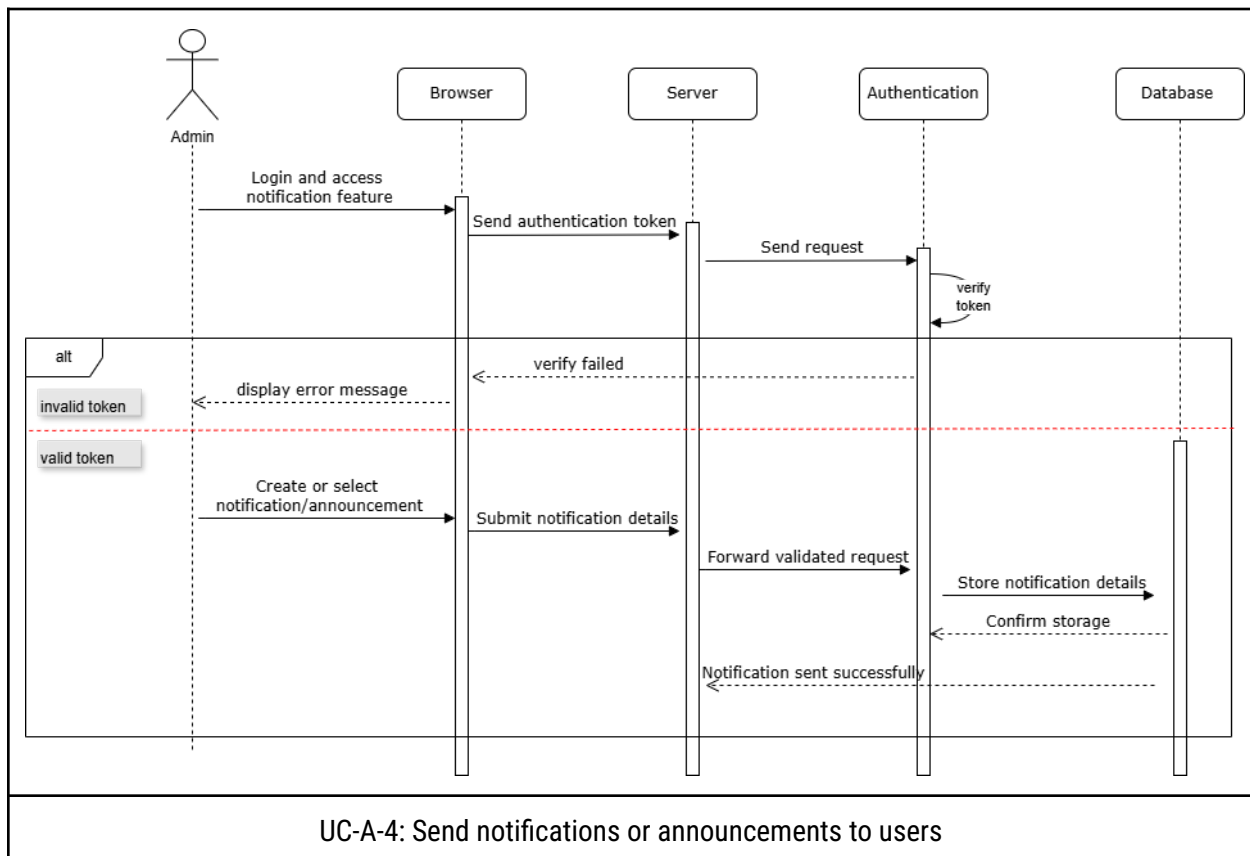 Admin
Browser
Server
Authentication
Database
Login and access
notification feature
Send authentication token
Send request
verify
token
alt
verify failed
display error message
invalid token
valid token
Create or select
notification/announcement
Submit notification details
Forward validated request
Store notification details
Confirm storage
Notification sent successfully
UC-A-4: Send notifications or announcements to users